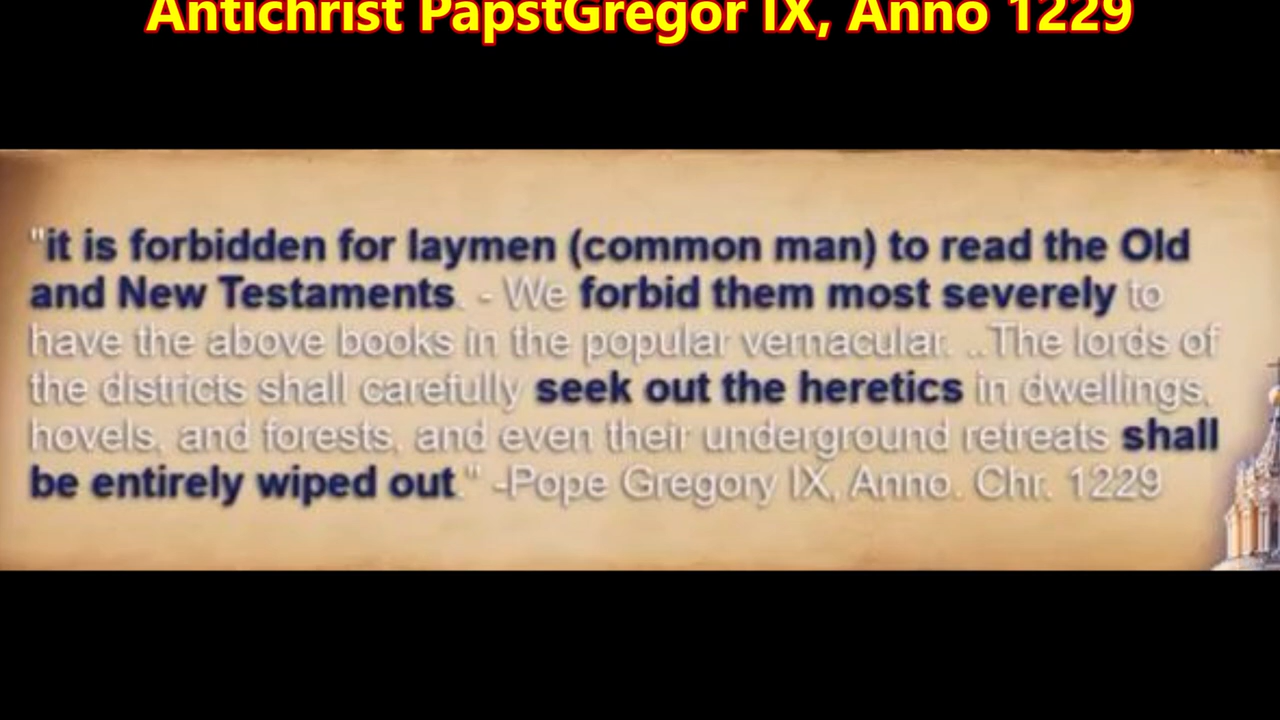 Antichrist PapstGregor IX, Anno 1229
"it is forbidden for laymen (common man) to read the Old
and New Testaments. - We forbid them most severely to
have the above books in the popular vernacular. ..The lords of
the districts shall carefully seek out the heretics in dwellings,
hovels, and forests, and even their underground retreats shall
be entirely wiped out." -Pope Gregory IX, Anno. Chr. 1229